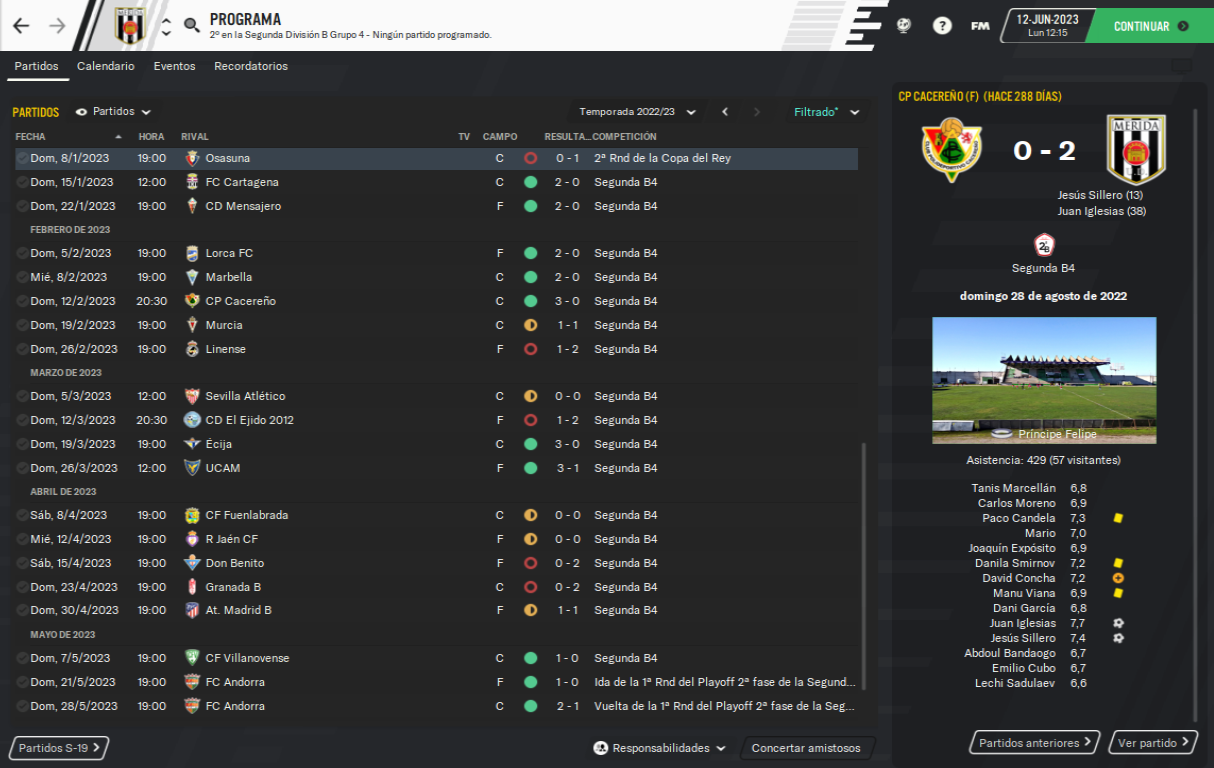 PROGRAMA
2º en la Segunda División B Grupo 4 - Ningún partido programado.
? FM 12-JUN-2023 Lun 12:15 CONTINUAR
Partidos Calendario Eventos Recordatorios
PARTIDOS Partidos Temporada 2022/23 Filtrado*
FECHA HORA RIVAL TV CAMPO RESULTA... COMPETICIÓN
Dom, 8/1/2023 19:00 Osasuna C 0 - 1 2ª Rnd de la Copa del Rey
Dom, 15/1/2023 12:00 FC Cartagena C 2 - 0 Segunda B4
Dom, 22/1/2023 19:00 CD Mensajero F 2 - 0 Segunda B4
FEBRERO DE 2023
Dom, 5/2/2023 19:00 Lorca FC F 2 - 0 Segunda B4
Mié, 8/2/2023 19:00 Marbella C 2 - 0 Segunda B4
Dom, 12/2/2023 20:30 CP Cacereño C 3 - 0 Segunda B4
Dom, 19/2/2023 19:00 Murcia C 1 - 1 Segunda B4
Dom, 26/2/2023 19:00 Linense F 1 - 2 Segunda B4
MARZO DE 2023
Dom, 5/3/2023 12:00 Sevilla Atlético C 0 - 0 Segunda B4
Dom, 12/3/2023 20:30 CD El Ejido 2012 F 1 - 2 Segunda B4
Dom, 19/3/2023 19:00 Écija C 3 - 0 Segunda B4
Dom, 26/3/2023 12:00 UCAM F 3 - 1 Segunda B4
ABRIL DE 2023
Sáb, 8/4/2023 19:00 CF Fuenlabrada C 0 - 0 Segunda B4
Mié, 12/4/2023 19:00 R Jaén CF F 0 - 0 Segunda B4
Sáb, 15/4/2023 19:00 Don Benito F 0 - 2 Segunda B4
Dom, 23/4/2023 19:00 Granada B C 0 - 2 Segunda B4
Dom, 30/4/2023 19:00 At. Madrid B F 1 - 1 Segunda B4
MAYO DE 2023
Dom, 7/5/2023 19:00 CF Villanovense C 1 - 0 Segunda B4
Dom, 21/5/2023 19:00 FC Andorra F 1 - 0 Ida de la 1ª Rnd del Playoff 2ª fase de la Segund...
Dom, 28/5/2023 19:00 FC Andorra C 2 - 1 Vuelta de la 1ª Rnd del Playoff 2ª fase de la Seg...
Partidos S-19 Responsabilidades Concertar amistosos
CP CACEREÑO (F) (HACE 288 DÍAS)
MERIDA
0 - 2
Jesús Sillero (13)
Juan Iglesias (38)
2ªB
Segunda B4
domingo 28 de agosto de 2022
Príncipe Felipe
Asistencia: 429 (57 visitantes)
Tanis Marcellán 6,8
Carlos Moreno 6,9
Paco Candela 7,3
Mario 7,0
Joaquín Expósito 6,9
Danila Smirnov 7,2
David Concha 7,2
Manu Viana 6,9
Dani García 6,8
Juan Iglesias 7,7
Jesús Sillero 7,4
Abdoul Bandaogo 6,7
Emilio Cubo 6,7
Lechi Sadulaev 6,6
Partidos anteriores Ver partido